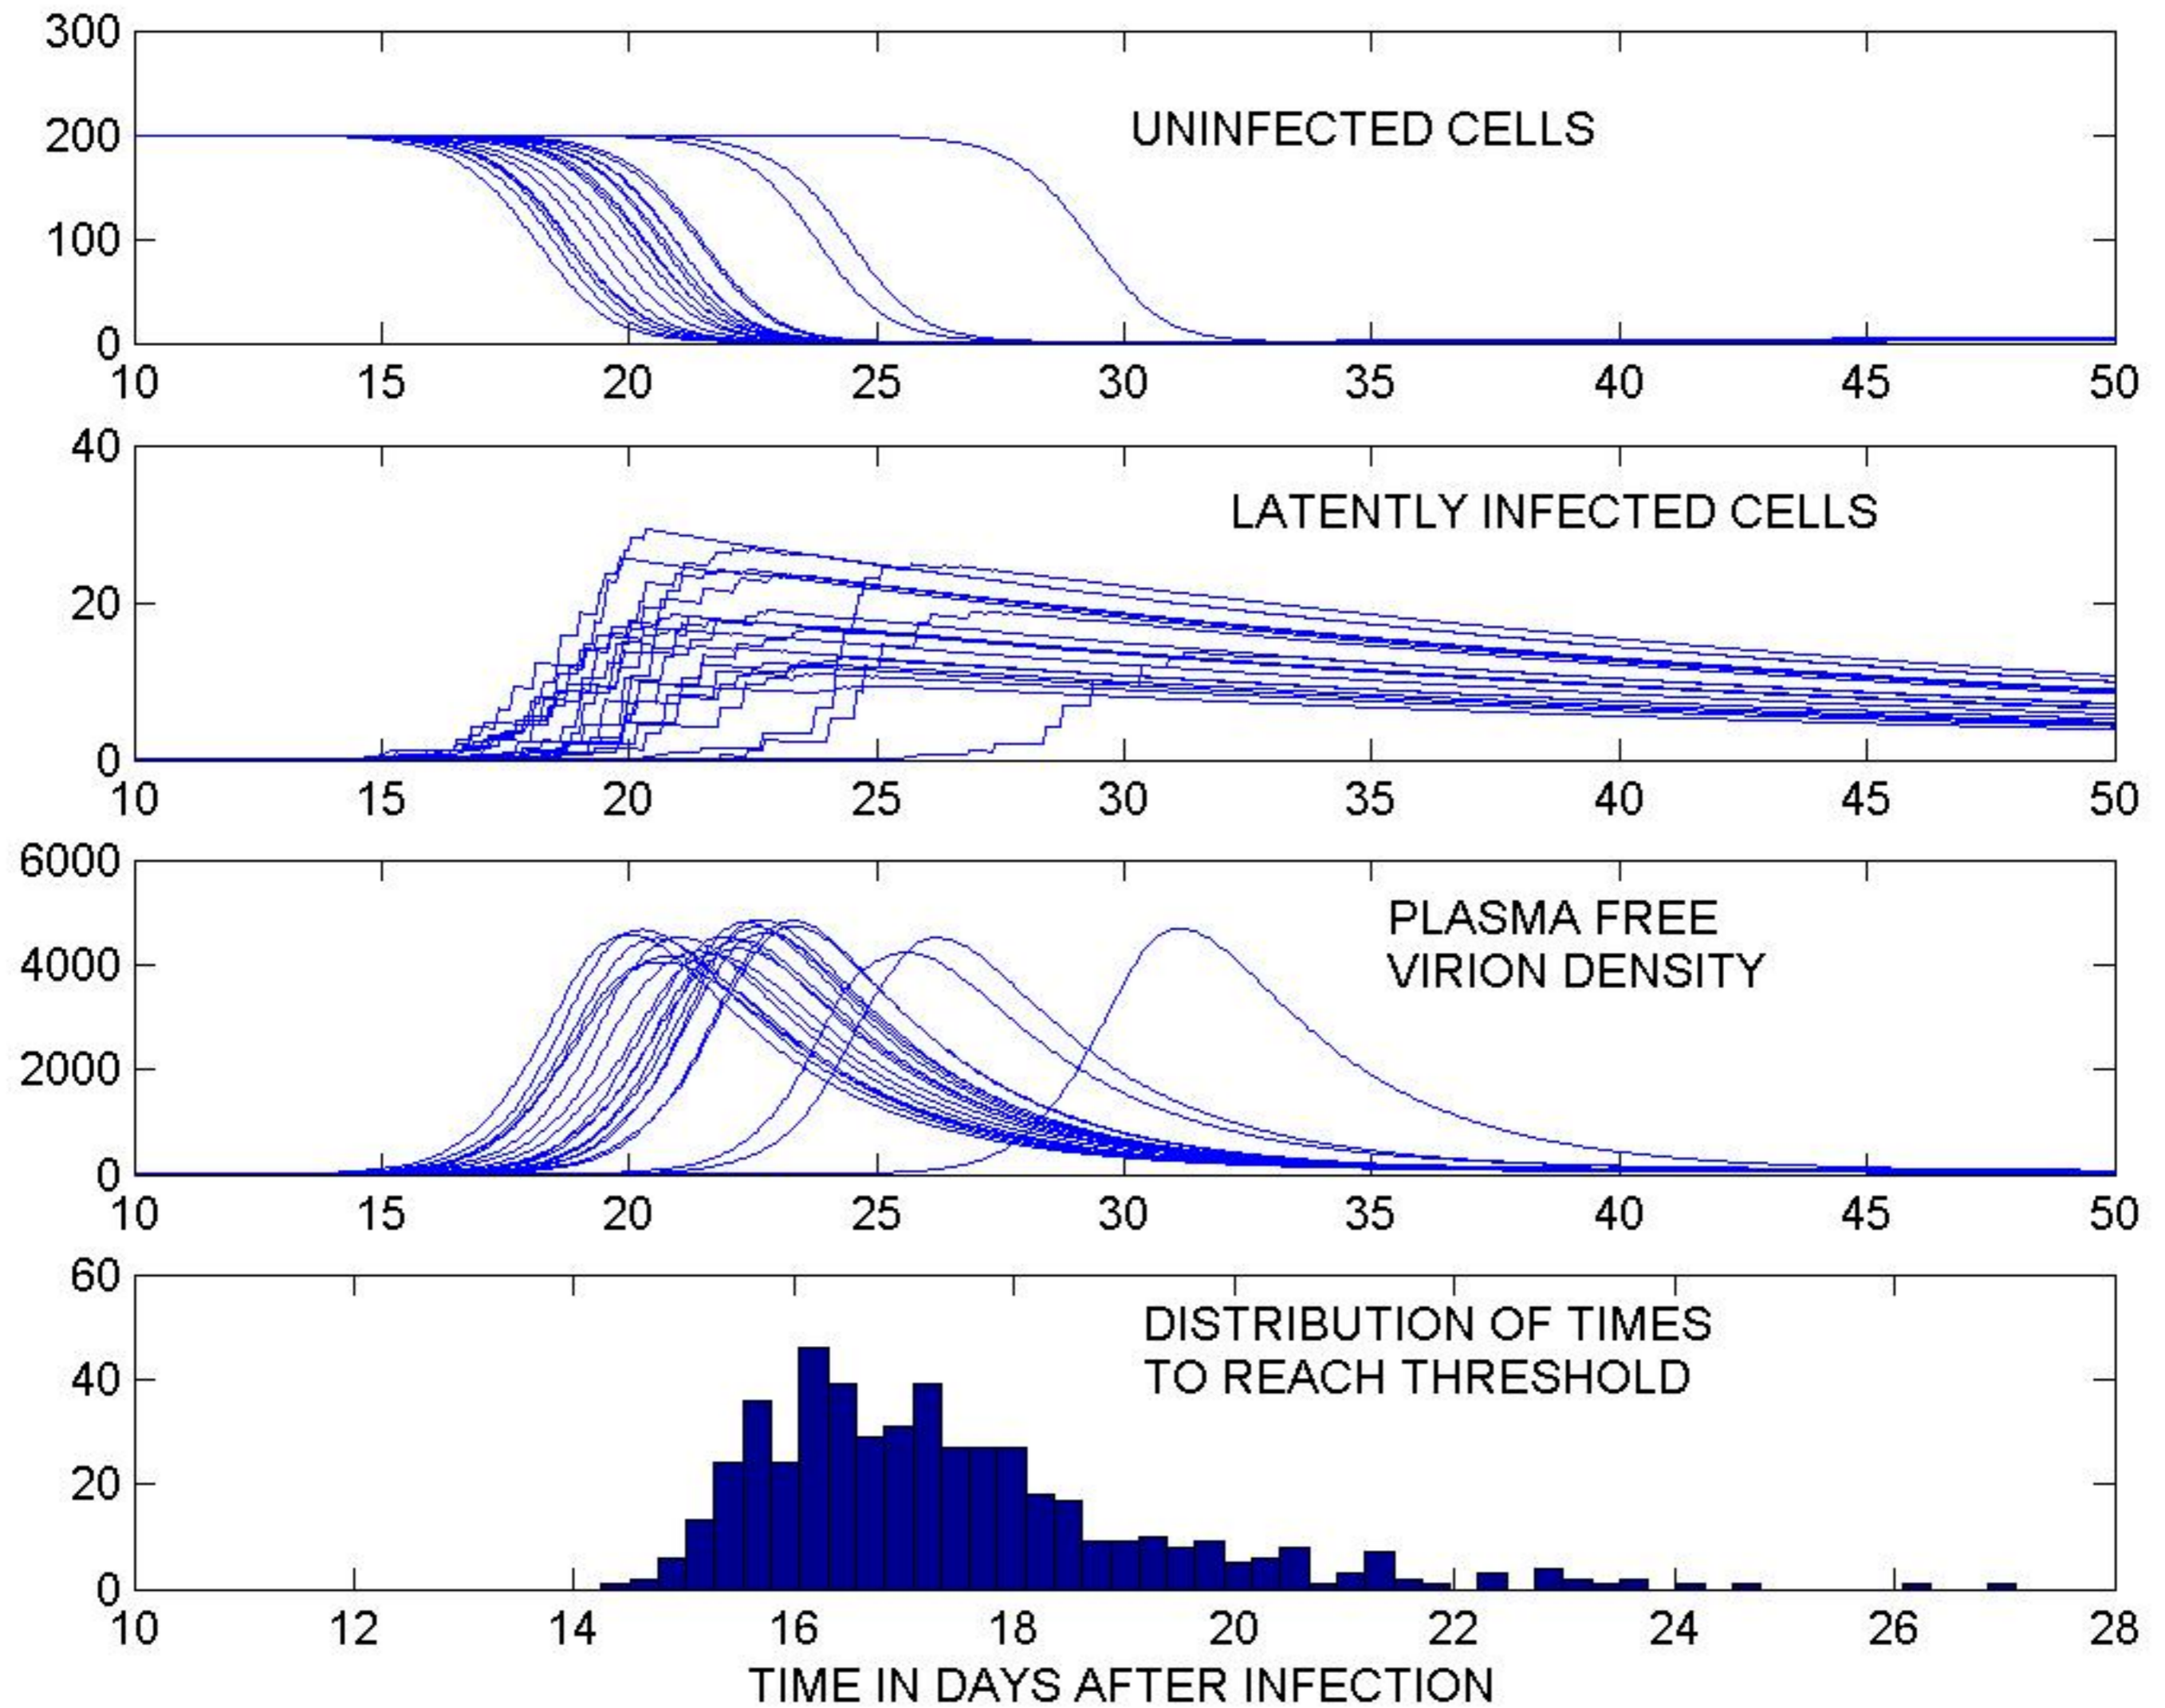 300
200
100
0
UNINFECTED CELLS
10 15 20 25 30 35 40 45 50
40
20
0
LATENTLY INFECTED CELLS
10 15 20 25 30 35 40 45 50
6000
4000
2000
0
PLASMA FREE
VIRION DENSITY
10 15 20 25 30 35 40 45 50
60
40
20
0
DISTRIBUTION OF TIMES
TO REACH THRESHOLD
10 12 14 16 18 20 22 24 26 28
TIME IN DAYS AFTER INFECTION